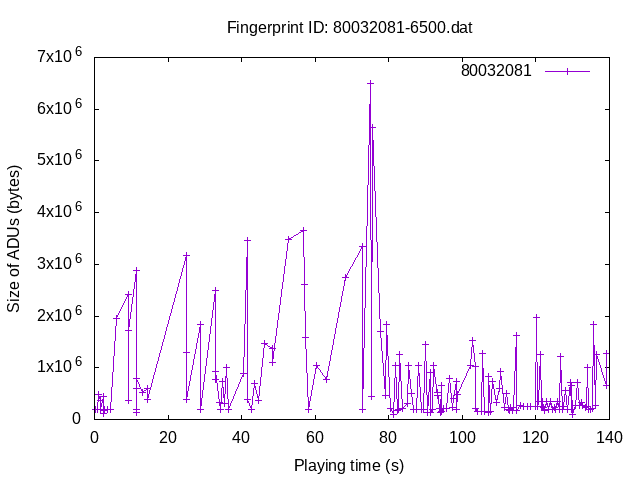 Fingerprint ID: 80032081-6500.dat
80032081
7x10^6
6x10^6
5x10^6
4x10^6
3x10^6
2x10^6
1x10^6
0
Size of ADUs (bytes)
0 20 40 60 80 100 120 140
Playing time (s)